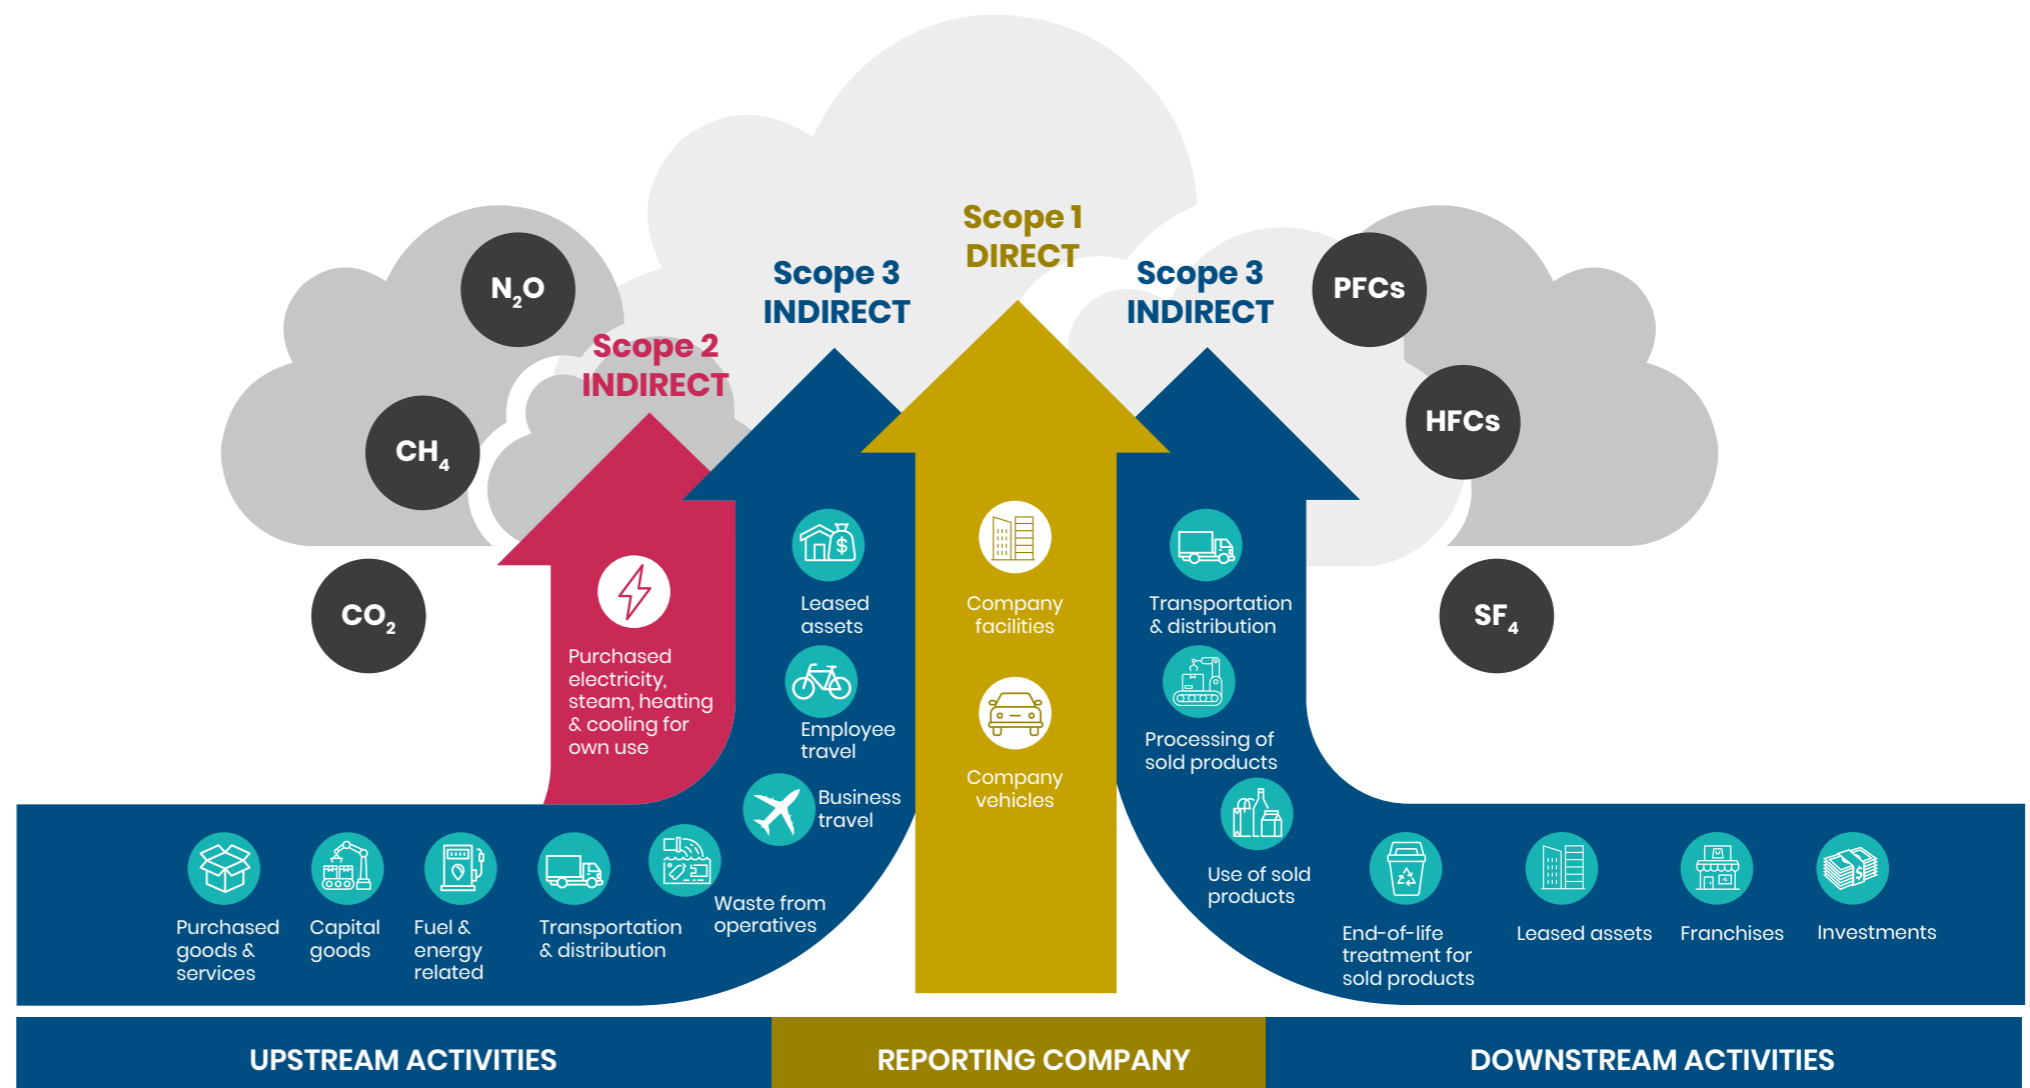 Scope 1
DIRECT
Scope 3
INDIRECT
Scope 3
INDIRECT
Scope 2
INDIRECT
N₂O
CH₄
CO₂
PFCs
HFCs
SF₄
Purchased
electricity,
steam, heating
& cooling for
own use
Leased
assets
Employee
travel
Business
travel
Waste from
operatives
Transportation
& distribution
Fuel &
energy
related
Capital
goods
Purchased
goods &
services
Company
facilities
Company
vehicles
Transportation
& distribution
Processing of
sold products
Use of sold
products
End-of-life
treatment for
sold products
Leased assets
Franchises
Investments
UPSTREAM ACTIVITIES
REPORTING COMPANY
DOWNSTREAM ACTIVITIES